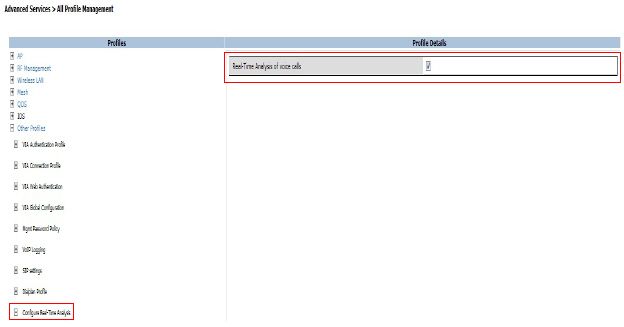 Advanced Services > All Profile Management
Profiles
Profile Details
AP
RF Management
Wireless LAN
Mesh
QOS
IDS
Other Profiles
VIA Authentication Profile
VIA Connection Profile
VIA Web Authentication
VIA Global Configuration
Mgmt Password Policy
VoIP Logging
SIP settings
Dialplan Profile
Configure Real-Time Analysis
Real-Time Analysis of voice calls